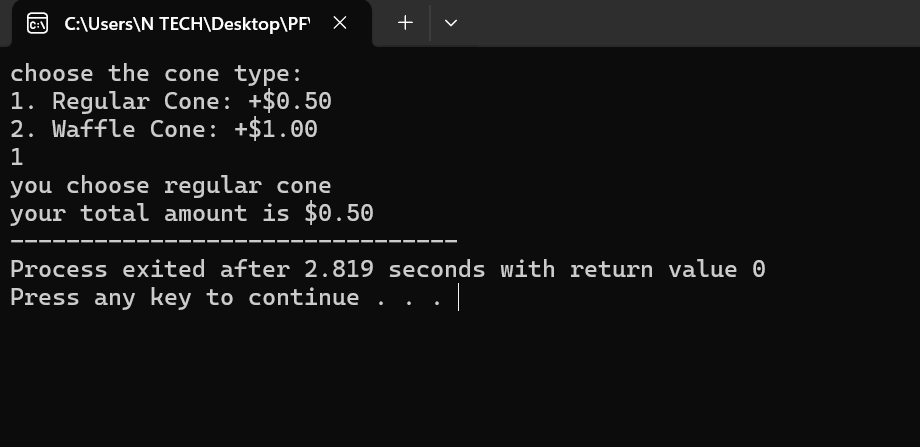 C:\Users\N TECH\Desktop\PF\
choose the cone type:
1. Regular Cone: +$0.50
2. Waffle Cone: +$1.00
1
you choose regular cone
your total amount is $0.50
--------------------------------
Process exited after 2.819 seconds with return value 0
Press any key to continue . . .